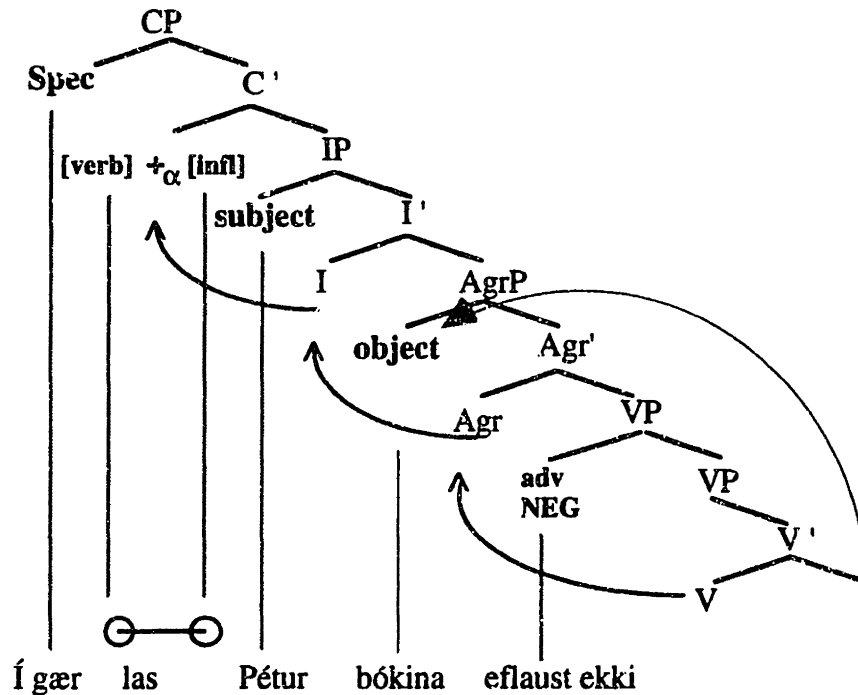 CP
Spec C '
IP
[verb] +α [infl]
subject I '
I AgrP
object Agr'
Agr VP
adv VP
NEG
V '
V
Í gær las Pétur bókina eflaust ekki